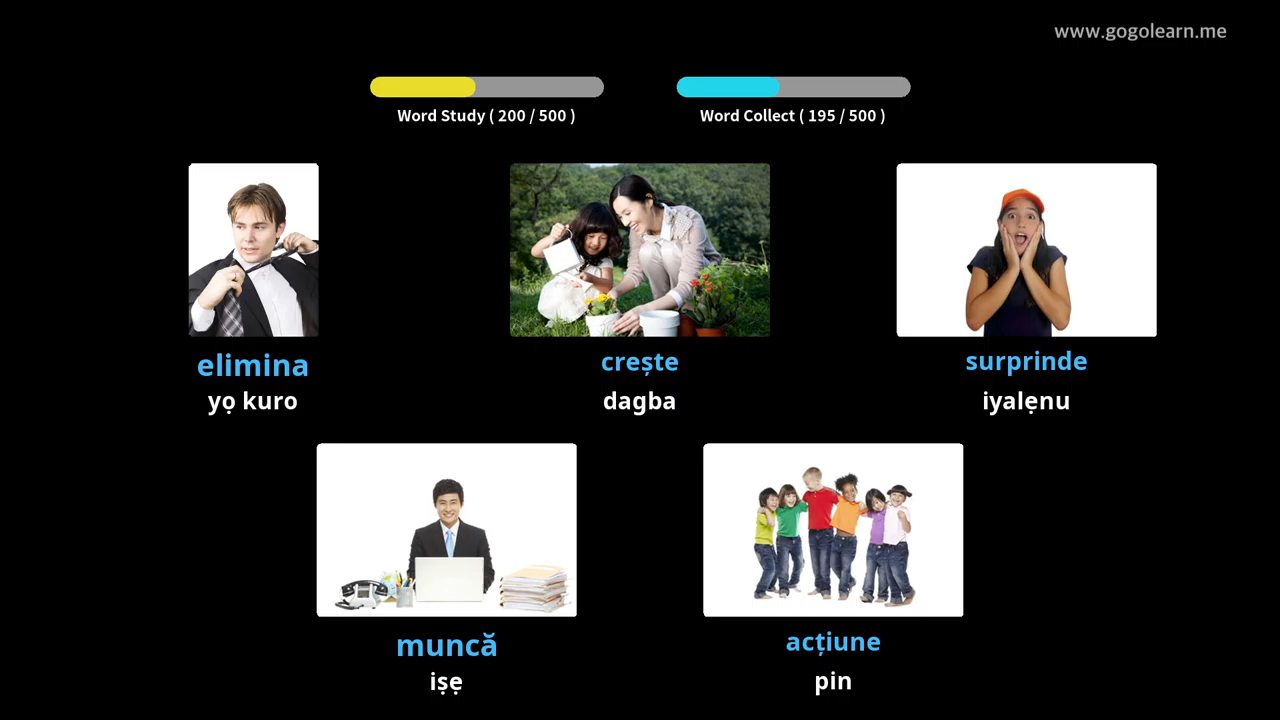 www.gogolearn.me
Word Study ( 200 / 500 )
Word Collect ( 195 / 500 )
elimina
yọ kuro
crește
dagba
surprinde
iyalẹnu
muncă
iṣẹ
acțiune
pin